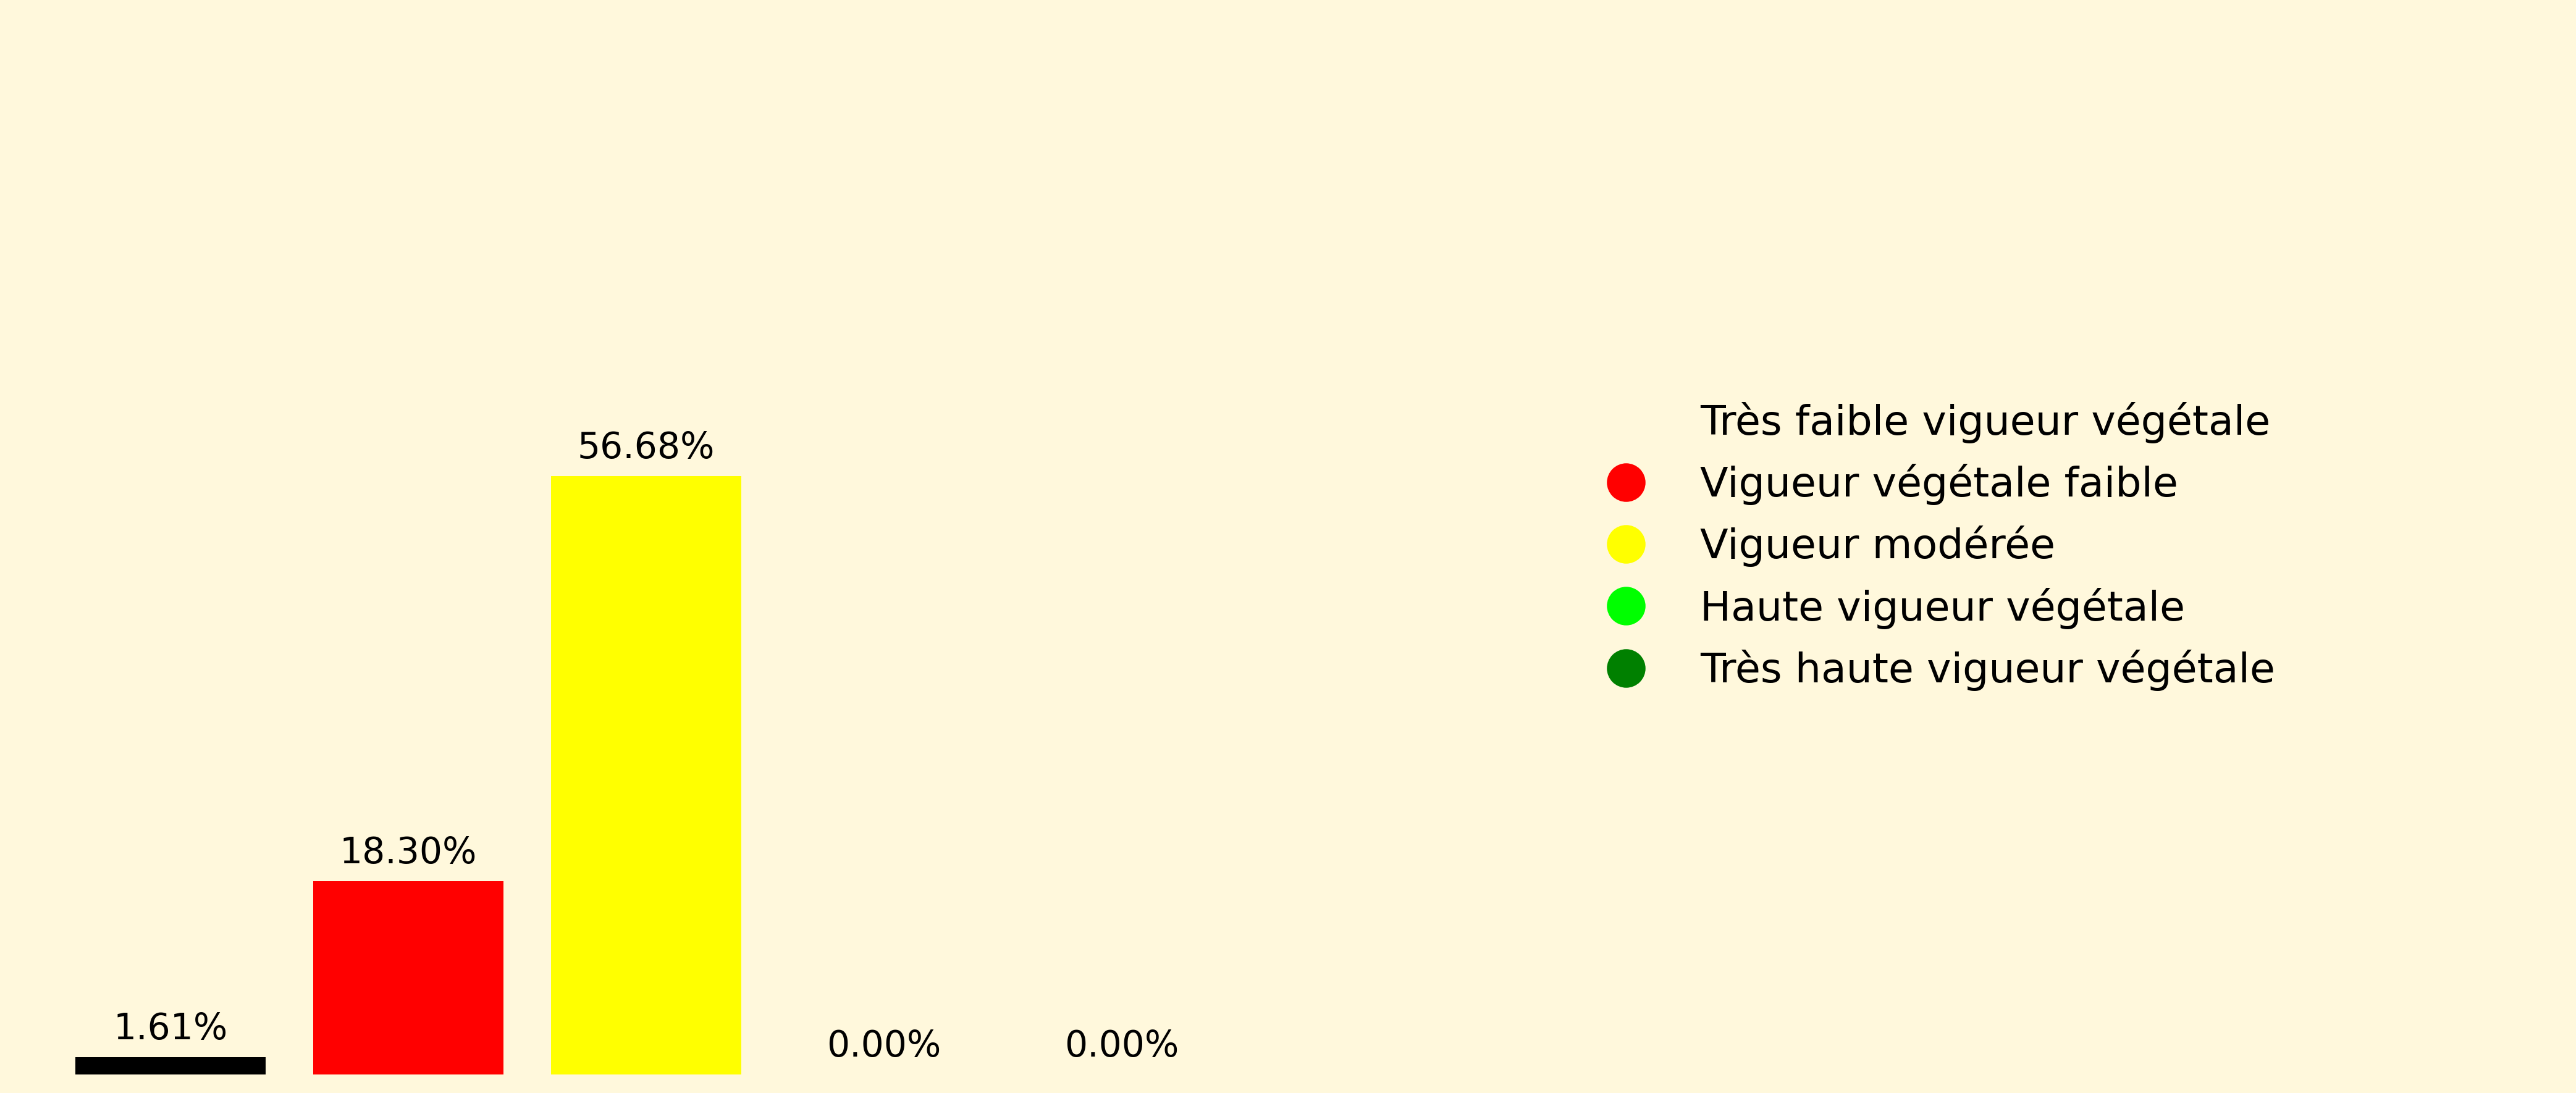 56.68%
18.30%
1.61%
0.00%
0.00%
Très faible vigueur végétale
Vigueur végétale faible
Vigueur modérée
Haute vigueur végétale
Très haute vigueur végétale